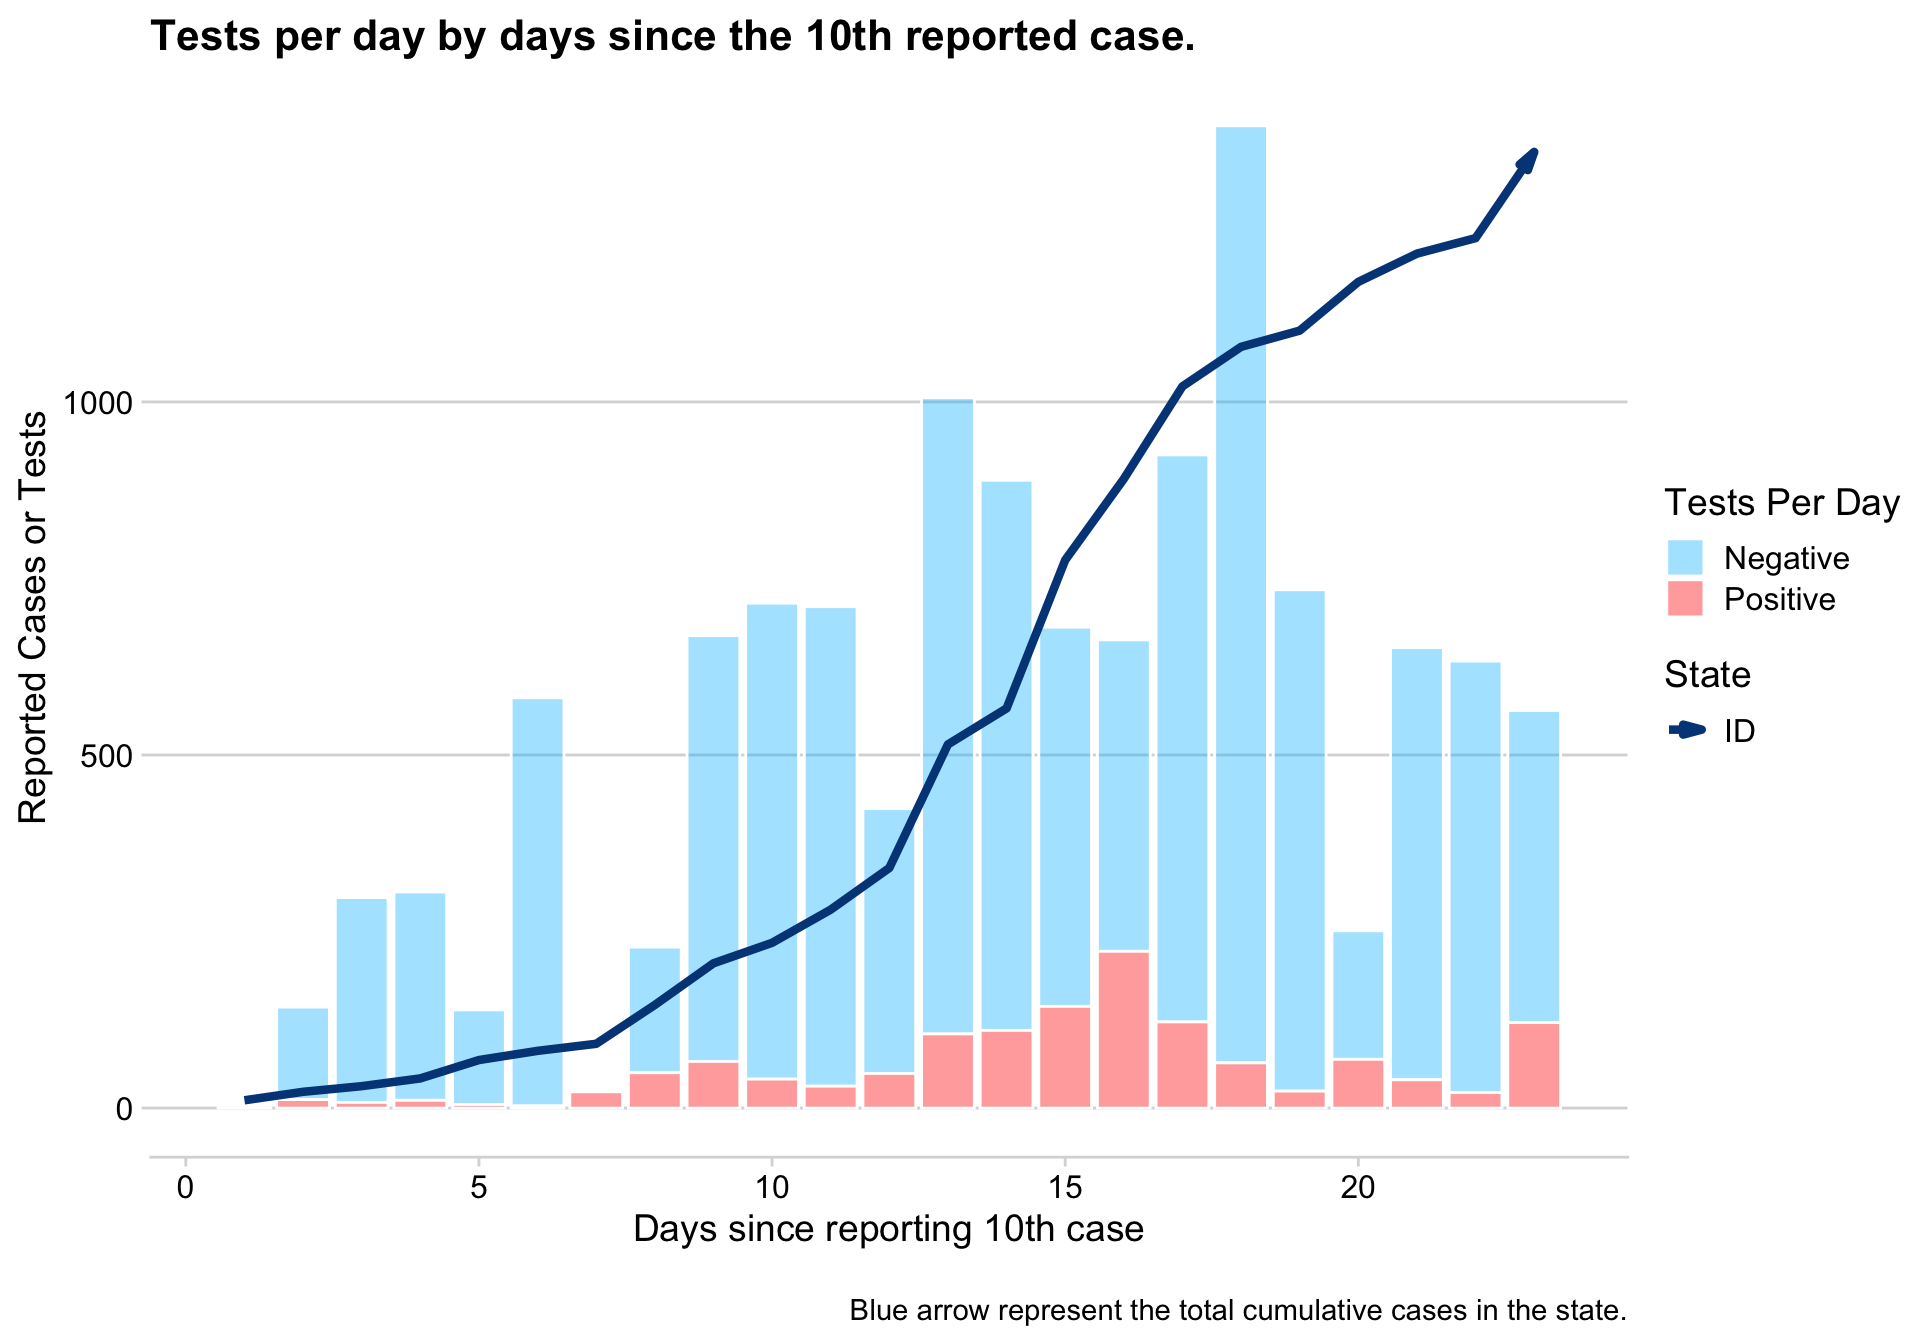 Tests per day by days since the 10th reported case.
Reported Cases or Tests
1000
500
0
0 5 10 15 20
Days since reporting 10th case
Tests Per Day
Negative
Positive
State
ID
Blue arrow represent the total cumulative cases in the state.